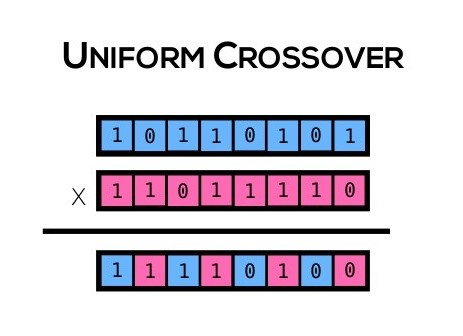 UNIFORM CROSSOVER
1 0 1 1 0 1 0 1
X 1 1 0 1 1 1 1 0
1 1 1 1 0 1 0 0